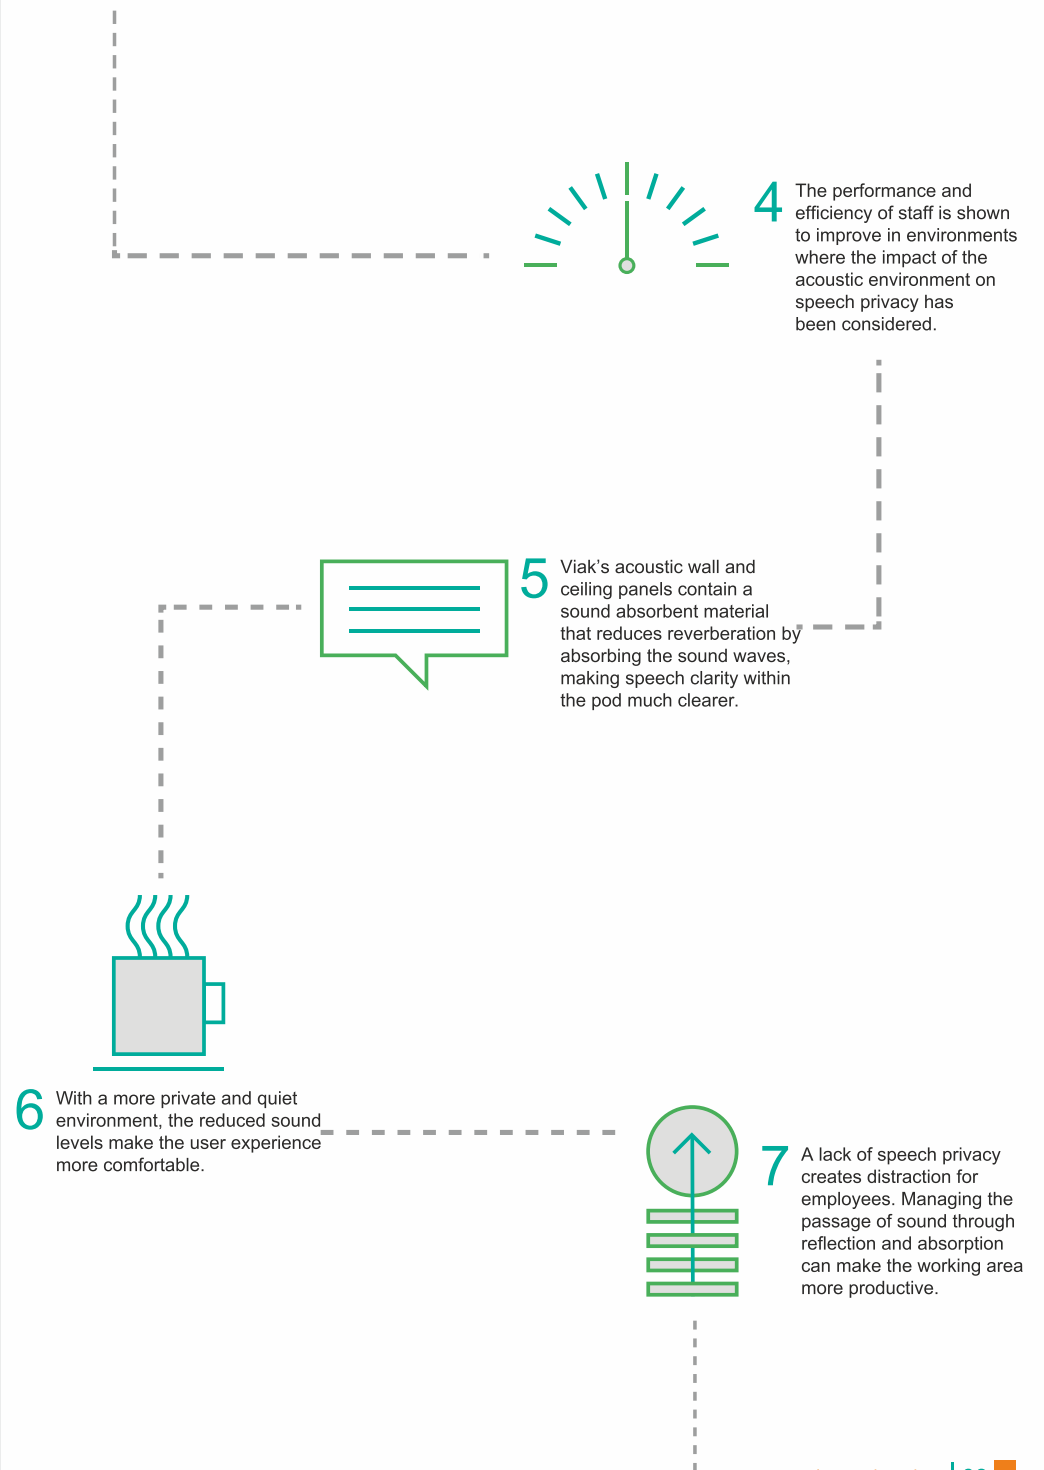 4
The performance and
efficiency of staff is shown
to improve in environments
where the impact of the
acoustic environment on
speech privacy has
been considered.
5
Viak’s acoustic wall and
ceiling panels contain a
sound absorbent material
that reduces reverberation by
absorbing the sound waves,
making speech clarity within
the pod much clearer.
6
With a more private and quiet
environment, the reduced sound
levels make the user experience
more comfortable.
7
A lack of speech privacy
creates distraction for
employees. Managing the
passage of sound through
reflection and absorption
can make the working area
more productive.